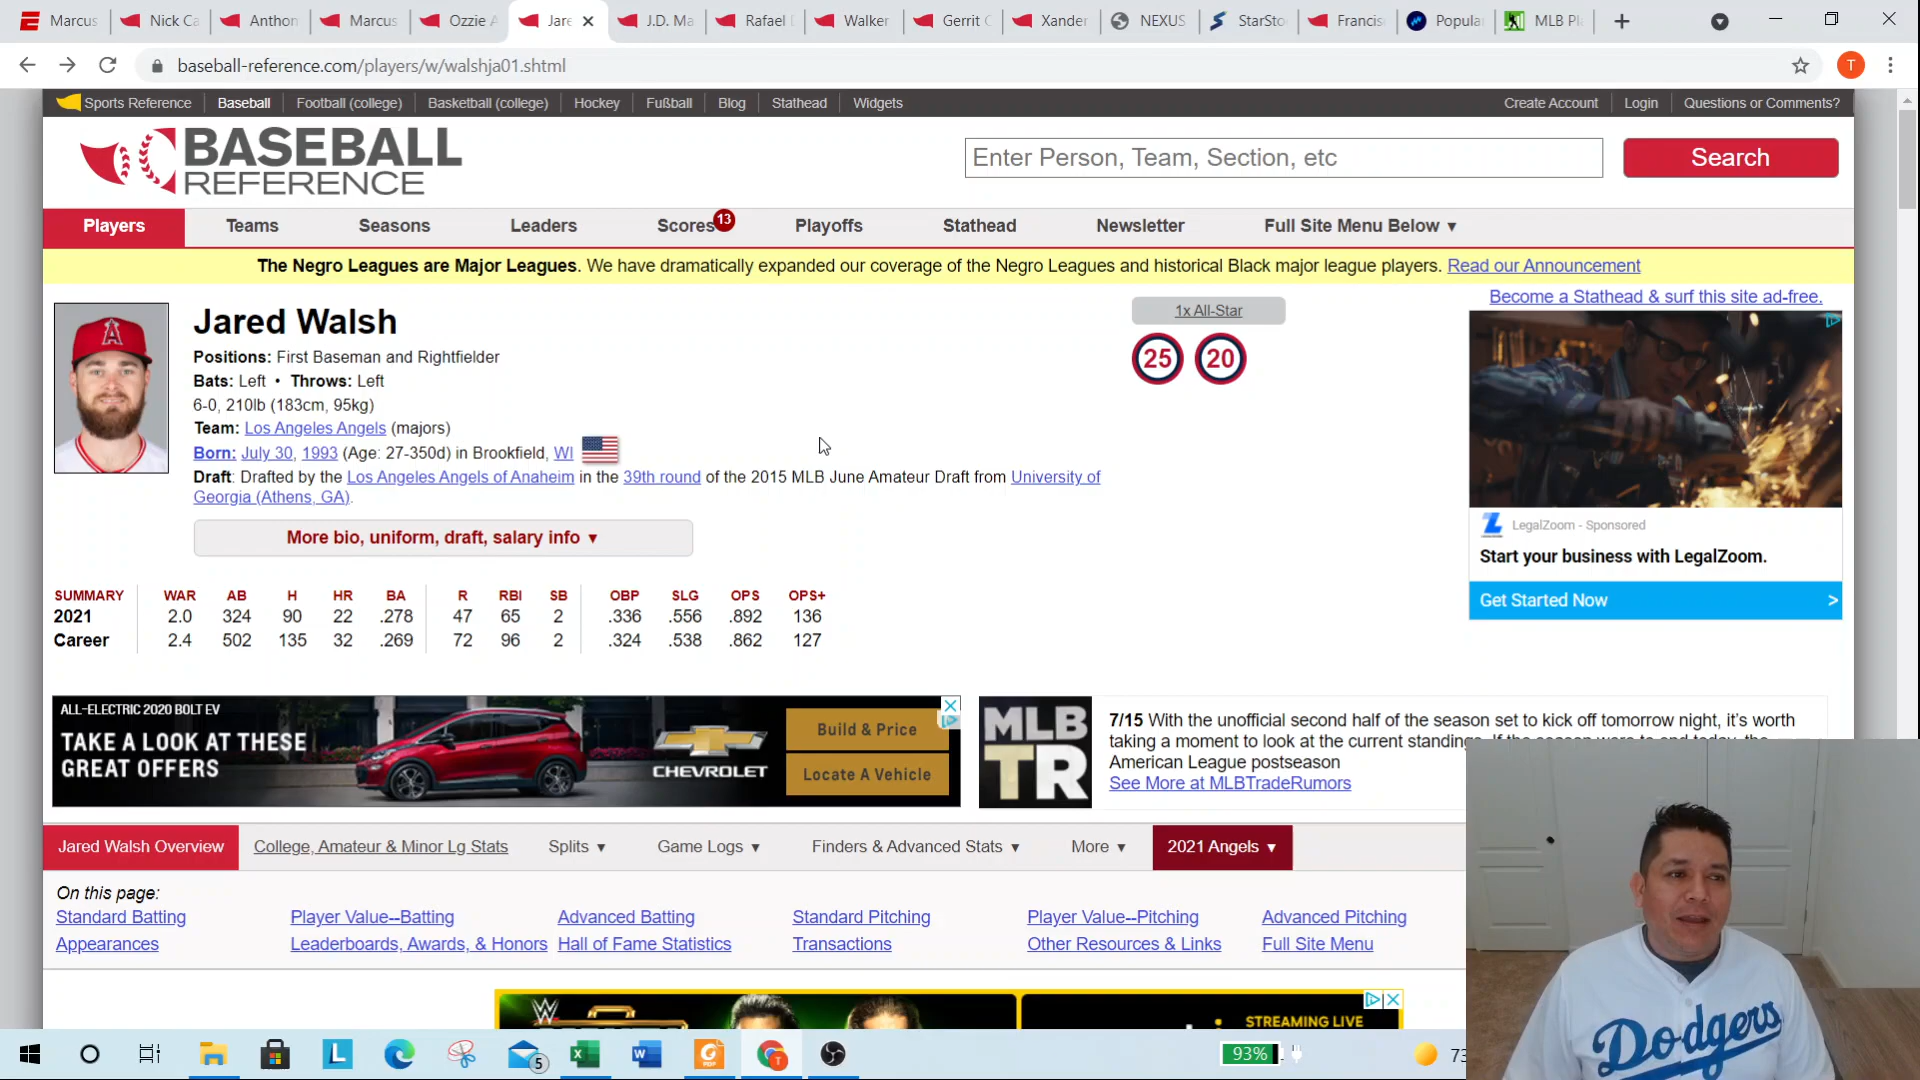 Marcus
Nick Ca
Anthon
Marcus
Ozzie A
Jare
J.D. Ma
Rafael
Walker
Gerrit C
Xander
NEXUS
StarSto
Francis
Popula
MLB Pl
baseball-reference.com/players/w/walshja01.shtml
T
Sports Reference
Baseball
Football (college)
Basketball (college)
Hockey
Fußball
Blog
Stathead
Widgets
Create Account
Login
Questions or Comments?
BASEBALL
REFERENCE
Enter Person, Team, Section, etc
Search
Players
Teams
Seasons
Leaders
Scores 13
Playoffs
Stathead
Newsletter
Full Site Menu Below ▼
The Negro Leagues are Major Leagues. We have dramatically expanded our coverage of the Negro Leagues and historical Black major league players. Read our Announcement
Become a Stathead & surf this site ad-free.
A
Jared Walsh
Positions: First Baseman and Rightfielder
Bats: Left • Throws: Left
6-0, 210lb (183cm, 95kg)
Team: Los Angeles Angels (majors)
Born: July 30, 1993 (Age: 27-350d) in Brookfield, WI
Draft: Drafted by the Los Angeles Angels of Anaheim in the 39th round of the 2015 MLB June Amateur Draft from University of
Georgia (Athens, GA).
More bio, uniform, draft, salary info ▼
1x All-Star
25 20
LegalZoom - Sponsored
Start your business with LegalZoom.
Get Started Now >
SUMMARY WAR AB H HR BA R RBI SB OBP SLG OPS OPS+
2021 2.0 324 90 22 .278 47 65 2 .336 .556 .892 136
Career 2.4 502 135 32 .269 72 96 2 .324 .538 .862 127
ALL-ELECTRIC 2020 BOLT EV
TAKE A LOOK AT THESE
GREAT OFFERS
CHEVROLET
Build & Price
Locate A Vehicle
MLB
TR
7/15 With the unofficial second half of the season set to kick off tomorrow night, it's worth
taking a moment to look at the current standings. If the season were to end today, the
American League postseason
See More at MLBTradeRumors
Jared Walsh Overview
College, Amateur & Minor Lg Stats
Splits ▼
Game Logs ▼
Finders & Advanced Stats ▼
More ▼
2021 Angels ▼
On this page:
Standard Batting
Player Value--Batting
Advanced Batting
Standard Pitching
Player Value--Pitching
Advanced Pitching
Appearances
Leaderboards, Awards, & Honors
Hall of Fame Statistics
Transactions
Other Resources & Links
Full Site Menu
W
STREAMING LIVE
Dodgers
L
5
93%
73